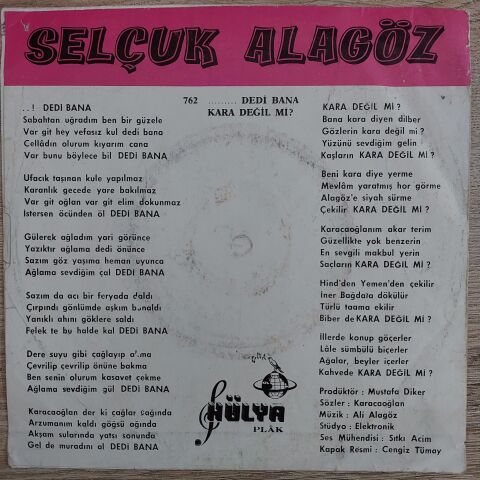 SELÇUK ALAGÖZ
762 ......... DEDİ BANA
KARA DEĞİL MI?
..! DEDI BANA
Sabahtan uğradım ben bir güzele
Var git hey vefasız kul dedi bana
Cellâdın olurum kıyarım cana
Var bunu böylece bil DEDI BANA
Ufacık taşınan kule yapılmaz
Karanlık gecede yare bakılmaz
Var git oğlan var git elim dokunmaz
Istersen öcünden öl DEDI BANA
Gülerek ağladım yari görünce
Yazıktır ağlama dedi önünce
Sazım göz yaşıma heman uyunca
Ağlama sevdiğim çal DEDI BANA
Sazım da acı bir feryada daldı
Çırpındı gönlümde aşkım bunaldı
Yanıklı ahını göklere saldı
Felek te bu halde kal DEDI BANA
Dere suyu gibi çağlayıp alma
Çevrilip çevrilip önüne bakma
Ben senin olurum kasavet çekme
Ağlama sevdiğim gül DEDI BANA
Karacaoğlan der ki çağlar sağında
Arzumanım kaldı göğsü ağında
Akşam sularında yatsı sonunda
Gel de muradını al DEDI BANA
KARA DEĞİL Mİ?
Bana kara diyen dilber
Gözlerin kara değil mi?
Yüzünü sevdiğim gelin
Kaşların KARA DEĞİL Mİ?
Beni kara diye yerme
Mevlâm yaratmış hor görme
Alagöz'e siyah sürme
Çekilir KARA DEĞİL Mİ?
Karacaoğlanım akar terim
Güzellikte yok benzerin
En sevgili makbul yerin
Saçların KARA DEĞİL Mİ?
Hind'den Yemen'den çekilir
İner Bağdata dökülür
Türlü taama ekilir
Biber de KARA DEĞİL Mİ?
İllerde konup göçerler
Lâle sümbülü biçerler
Ağalar, beyler içerler
Kahvede KARA DEĞİL Mİ?
HÜLYA
PLÂK
Prodüktör : Mustafa Diker
Sözler : Karacaoğlan
Müzik : Ali Alagöz
Stüdyo : Elektronik
Ses Mühendisi : Sıtkı Acim
Kapak Resmi : Cengiz Tümay